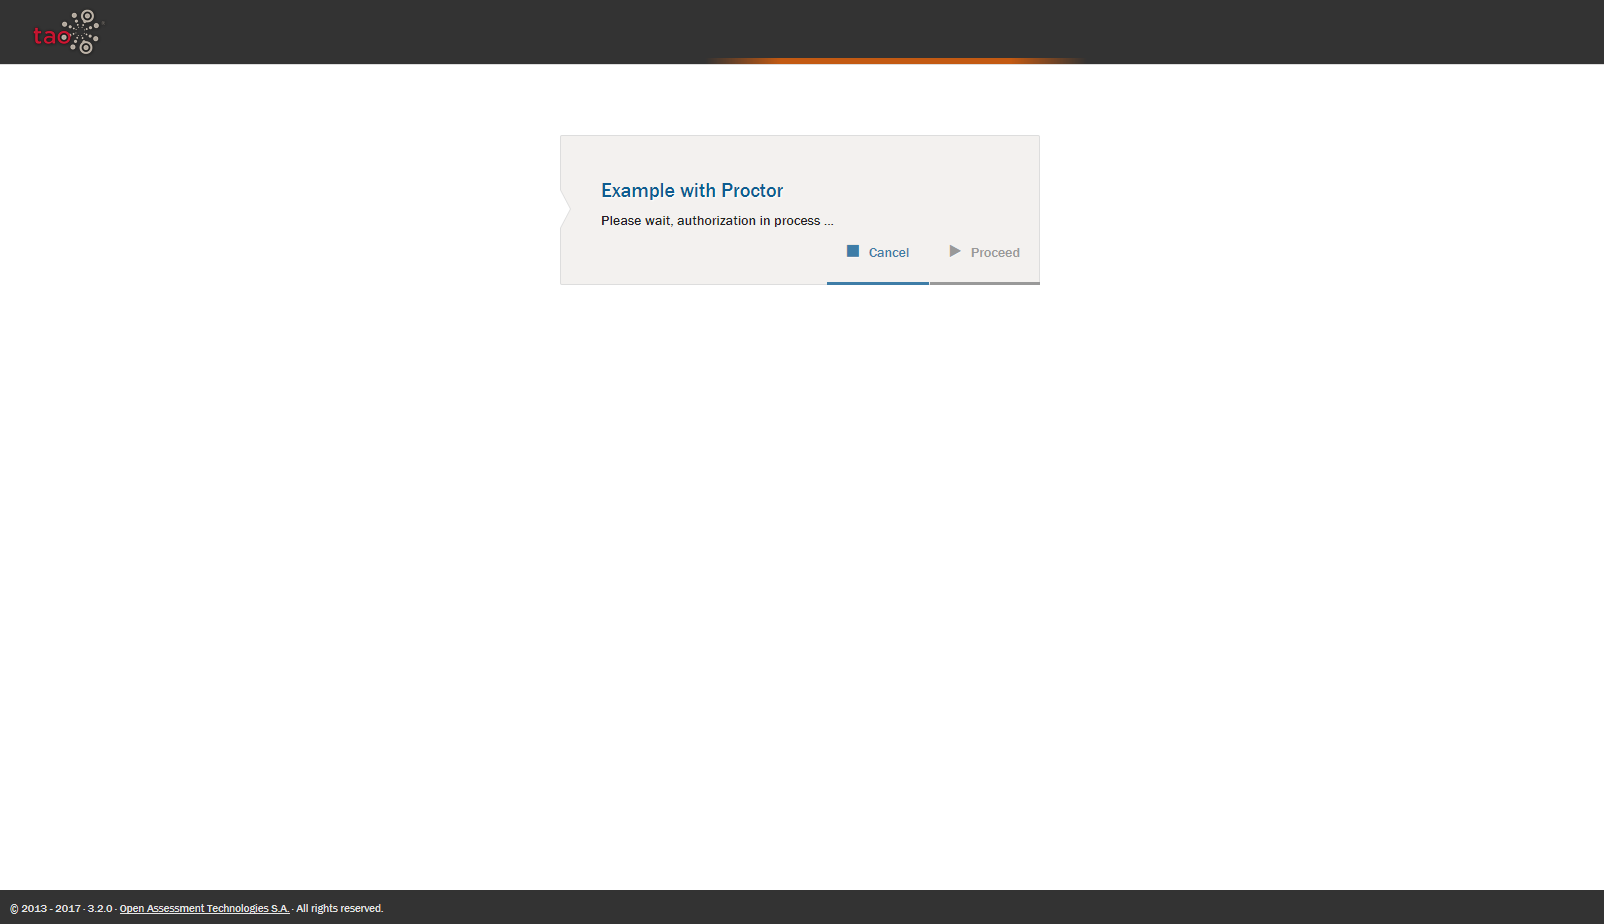 tao
Example with Proctor
Please wait, authorization in process ...
Cancel
Proceed
© 2013 - 2017 · 3.2.0 · Open Assessment Technologies S.A. · All rights reserved.